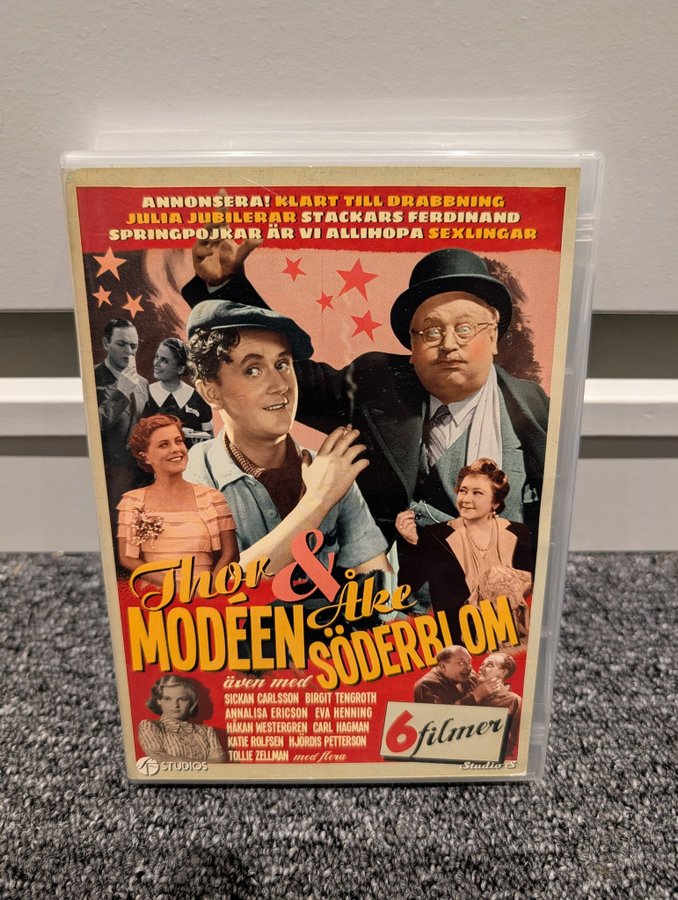 ANNONSERA! KLART TILL DRABBNING
JULIA JUBILERAR STACKARS FERDINAND
SPRINGPOJKAR ÄR VI ALLIHOPA SEXLINGAR
Thor & Åke
MODÉEN SÖDERBLOM
även med
SICKAN CARLSSON BIRGIT TENGROTH
ANNALISA ERICSON EVA HENNING
HÅKAN WESTERGREN CARL HAGMAN
KATIE ROLFSEN HJÖRDIS PETTERSON
TOLLIE ZELLMAN med flera
6 filmer
STUDIOS
Studio S